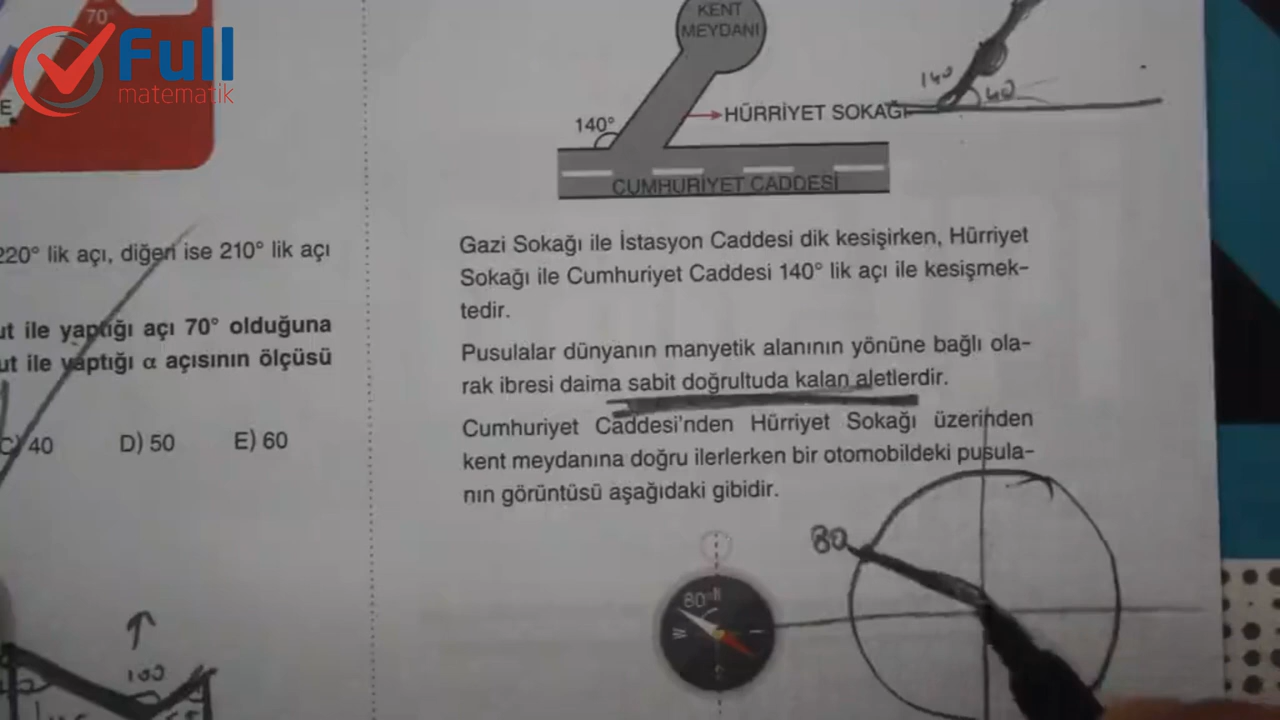 Full
matematik
70
E
220° lik açı, diğeri ise 210° lik açı
ut ile yaptığı açı 70° olduğuna
ut ile yaptığı α açısının ölçüsü
C) 40 D) 50 E) 60
100
KENT
MEYDANI
140°
HÜRRİYET SOKAĞI
CUMHURİYET CADDESİ
140
40
Gazi Sokağı ile İstasyon Caddesi dik kesişirken, Hürriyet
Sokağı ile Cumhuriyet Caddesi 140° lik açı ile kesişmek-
tedir.
Pusulalar dünyanın manyetik alanının yönüne bağlı ola-
rak ibresi daima sabit doğrultuda kalan aletlerdir.
Cumhuriyet Caddesi'nden Hürriyet Sokağı üzerinden
kent meydanına doğru ilerlerken bir otomobildeki pusula-
nın görüntüsü aşağıdaki gibidir.
80
80° N
W